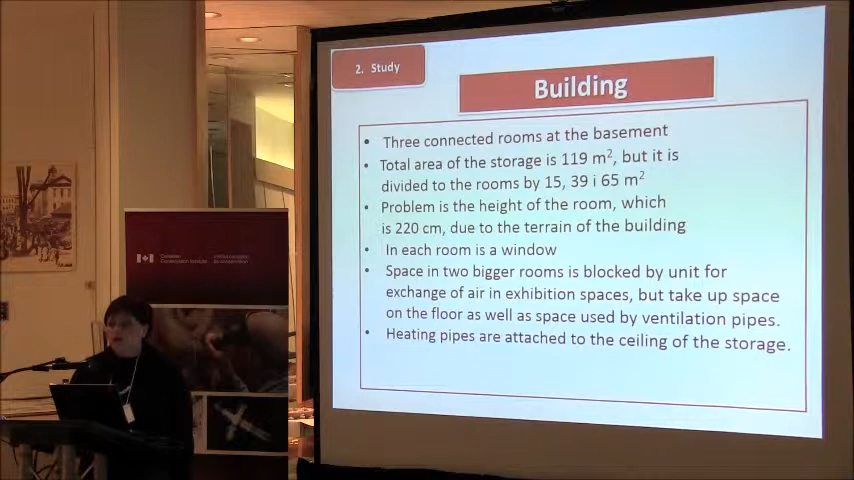 2. Study
Building
• Three connected rooms at the basement
• Total area of the storage is 119 m², but it is
divided to the rooms by 15, 39 i 65 m²
• Problem is the height of the room, which
is 220 cm, due to the terrain of the building
• In each room is a window
• Space in two bigger rooms is blocked by unit for
exchange of air in exhibition spaces, but take up space
on the floor as well as space used by ventilation pipes.
• Heating pipes are attached to the ceiling of the storage.
Canadian
Conservation Institute